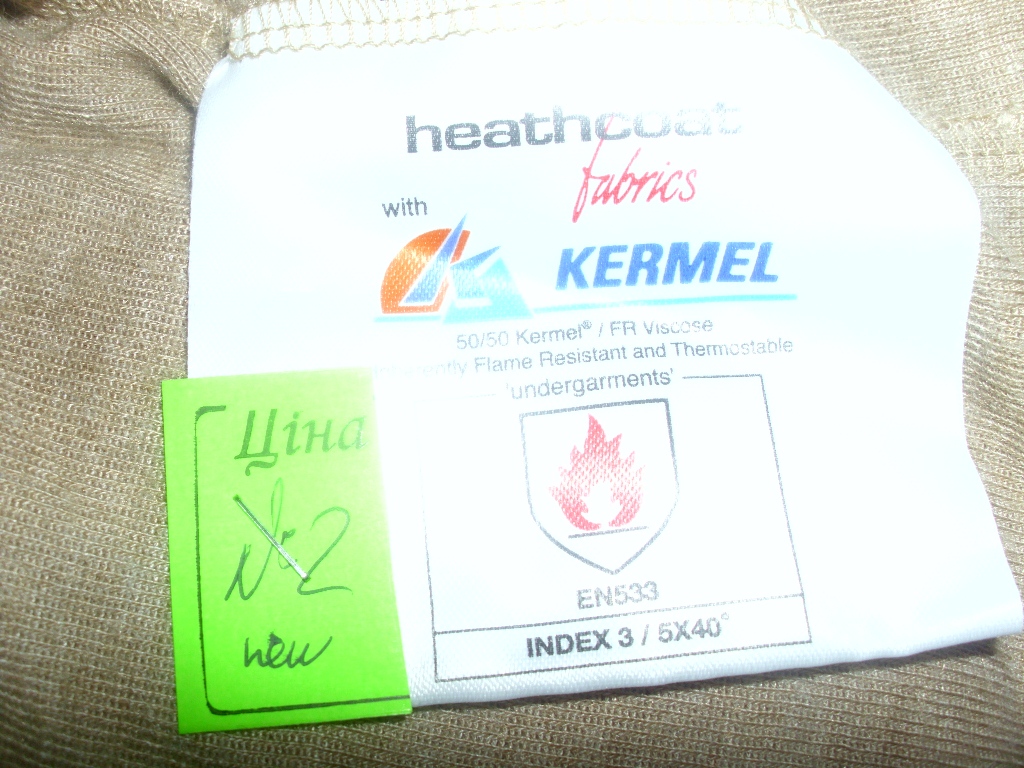 heathcoat
fabrics
with
KERMEL
50/50 Kermel® / FR Viscose
Flame Resistant and Thermostable
'undergarments'
EN533
INDEX 3 / 5X40°
Ціна
№2
new